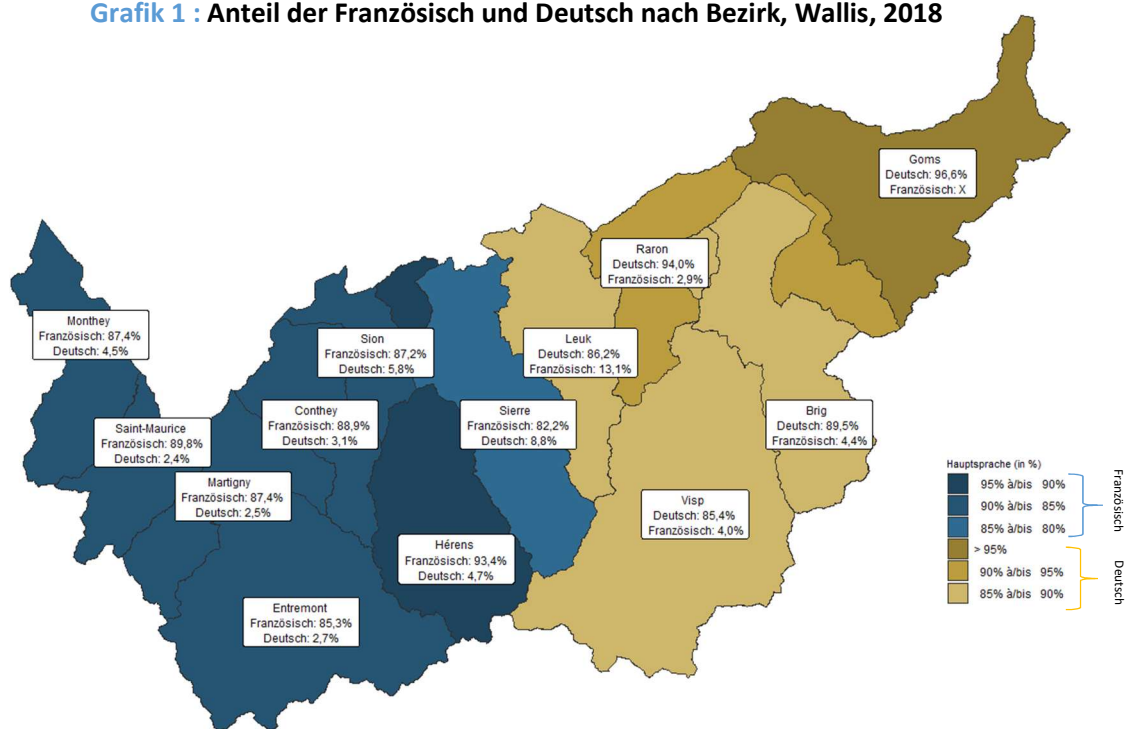 Grafik 1 : Anteil der Französisch und Deutsch nach Bezirk, Wallis, 2018
Goms
Deutsch: 96,6%
Französisch: X
Raron
Deutsch: 94,0%
Französisch: 2,9%
Monthey
Französisch: 87,4%
Deutsch: 4,5%
Sion
Französisch: 87,2%
Deutsch: 5,8%
Leuk
Deutsch: 86,2%
Französisch: 13,1%
Saint-Maurice
Französisch: 89,8%
Deutsch: 2,4%
Conthey
Französisch: 88,9%
Deutsch: 3,1%
Sierre
Französisch: 82,2%
Deutsch: 8,8%
Brig
Deutsch: 89,5%
Französisch: 4,4%
Martigny
Französisch: 87,4%
Deutsch: 2,5%
Visp
Deutsch: 85,4%
Französisch: 4,0%
Hérens
Französisch: 93,4%
Deutsch: 4,7%
Entremont
Französisch: 85,3%
Deutsch: 2,7%
Hauptsprache (in %)
95% à/bis 90%
90% à/bis 85%
85% à/bis 80%
> 95%
90% à/bis 95%
85% à/bis 90%
Französisch
Deutsch